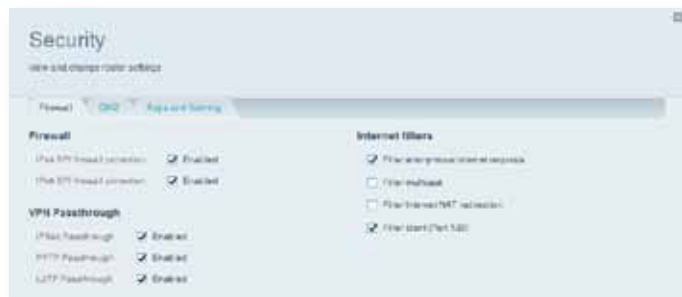 Security
View and change router settings
Firewall
DMZ
Apps and Gaming
Firewall
IPv4 SPI firewall protection: Enabled
IPv6 SPI firewall protection: Enabled
VPN Passthrough
IPSec Passthrough: Enabled
PPTP Passthrough: Enabled
L2TP Passthrough: Enabled
Internet filters
Filter anonymous Internet requests
Filter multicast
Filter Internet NAT redirection
Filter ident (Port 113)